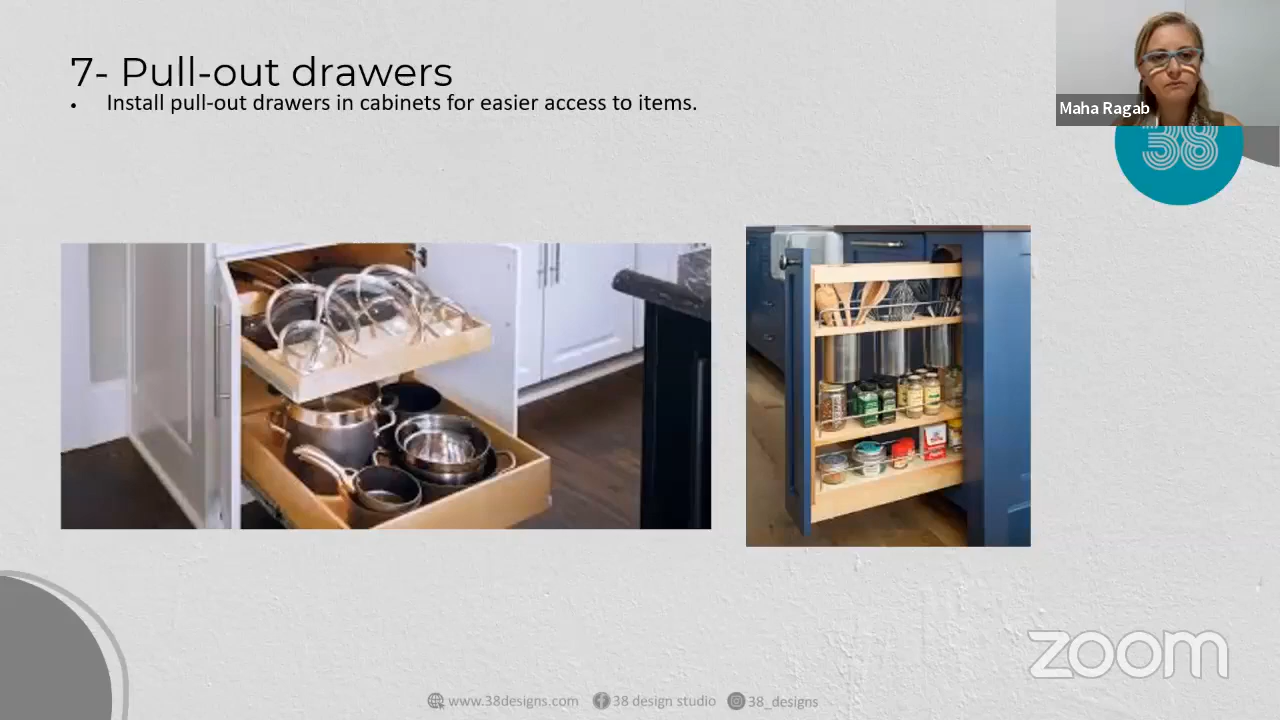 7- Pull-out drawers
• Install pull-out drawers in cabinets for easier access to items.
Maha Ragab
38
zoom
www.38designs.com 38 design studio 38_designs